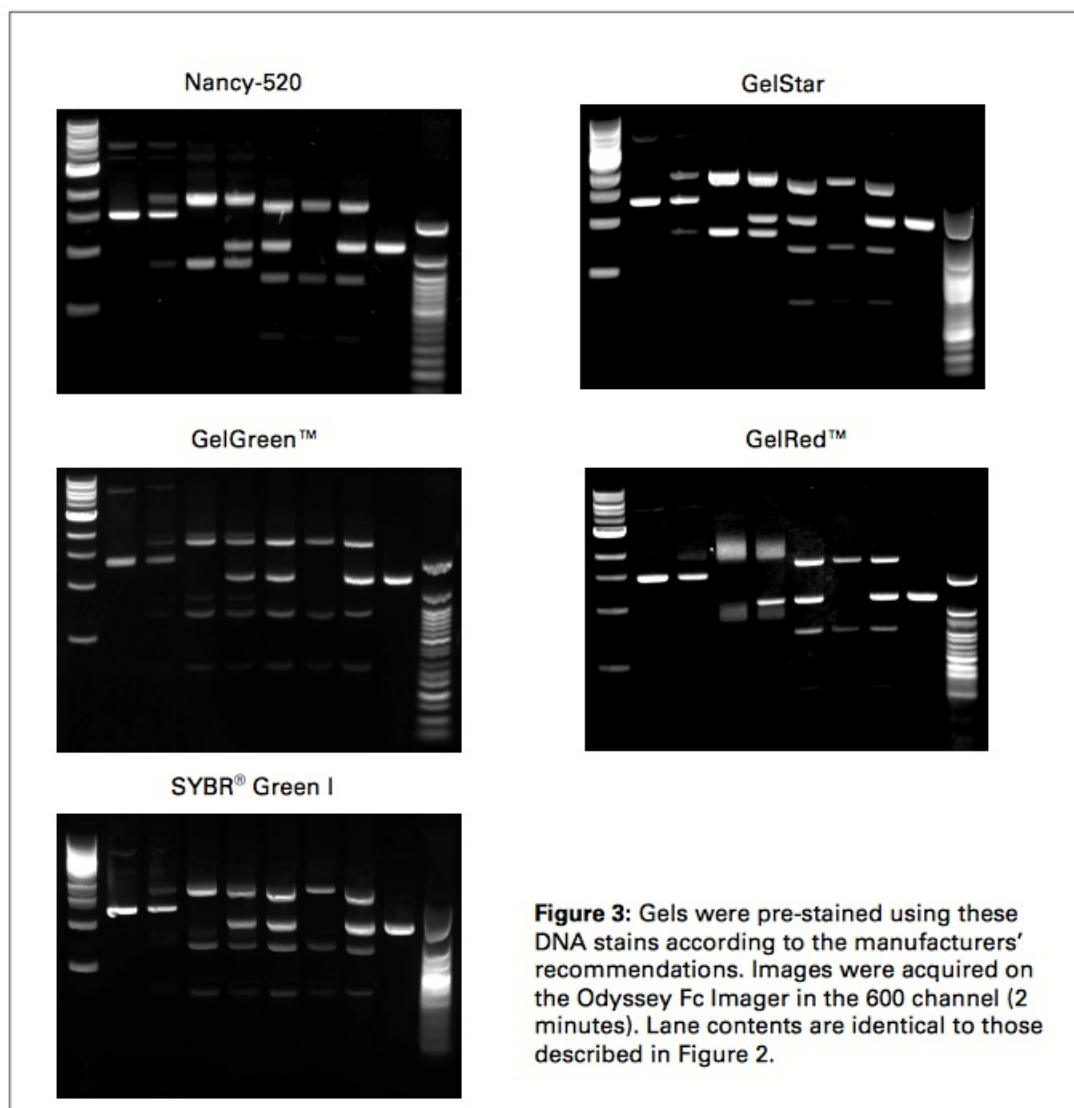 Nancy-520
GelStar
GelGreen™
GelRed™
SYBR® Green I
Figure 3: Gels were pre-stained using these
DNA stains according to the manufacturers’
recommendations. Images were acquired on
the Odyssey Fc Imager in the 600 channel (2
minutes). Lane contents are identical to those
described in Figure 2.